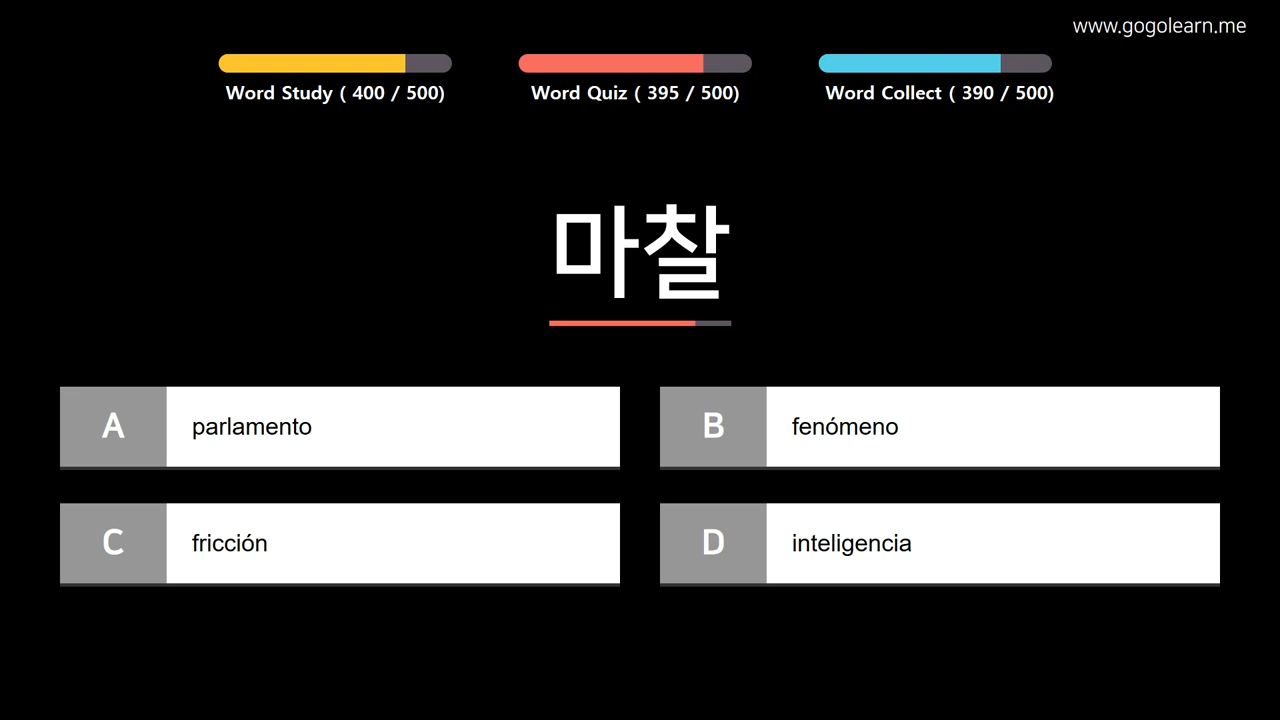 www.gogolearn.me
Word Study ( 400 / 500)
Word Quiz ( 395 / 500)
Word Collect ( 390 / 500)
마찰
A parlamento
B fenómeno
C fricción
D inteligencia